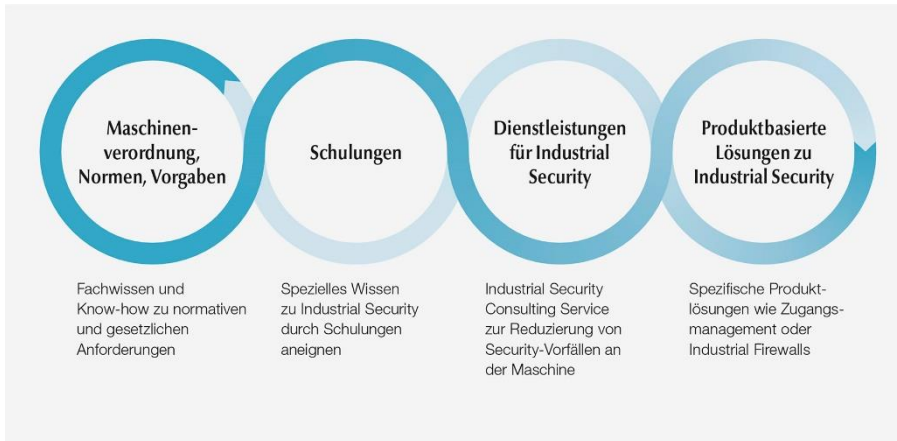 Maschinen-
verordnung,
Normen, Vorgaben
Schulungen
Dienstleistungen
für Industrial
Security
Produktbasierte
Lösungen zu
Industrial Security
Fachwissen und
Know-how zu normativen
und gesetzlichen
Anforderungen
Spezielles Wissen
zu Industrial Security
durch Schulungen
aneignen
Industrial Security
Consulting Service
zur Reduzierung von
Security-Vorfällen an
der Maschine
Spezifische Produkt-
lösungen wie Zugangs-
management oder
Industrial Firewalls